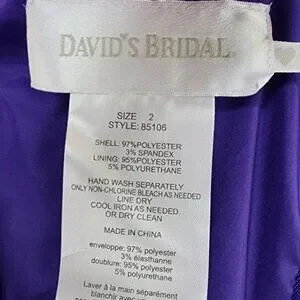 DAVID'S BRIDAL
SIZE 2
STYLE: 85106
SHELL: 97%POLYESTER
3% SPANDEX
LINING: 95%POLYESTER
5% POLYURETHANE
HAND WASH SEPARATELY
ONLY NON-CHLORINE BLEACH AS NEEDED
LINE DRY
COOL IRON AS NEEDED
OR DRY CLEAN
MADE IN CHINA
enveloppe: 97% polyester
3% élasthanne
doublure: 95% polyester
5% polyurethane
Laver à la main séparément